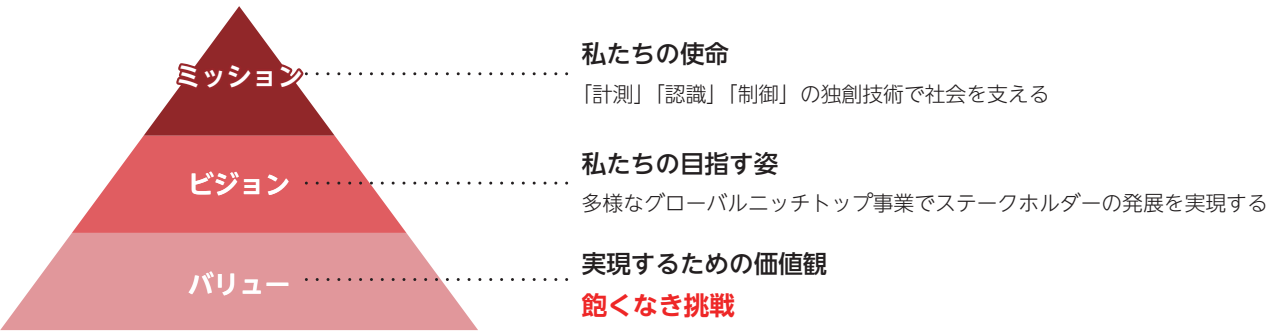 ミッション
私たちの使命
「計測」「認識」「制御」の独創技術で社会を支える
ビジョン
私たちの目指す姿
多様なグローバルニッチトップ事業でステークホルダーの発展を実現する
バリュー
実現するための価値観
飽くなき挑戦